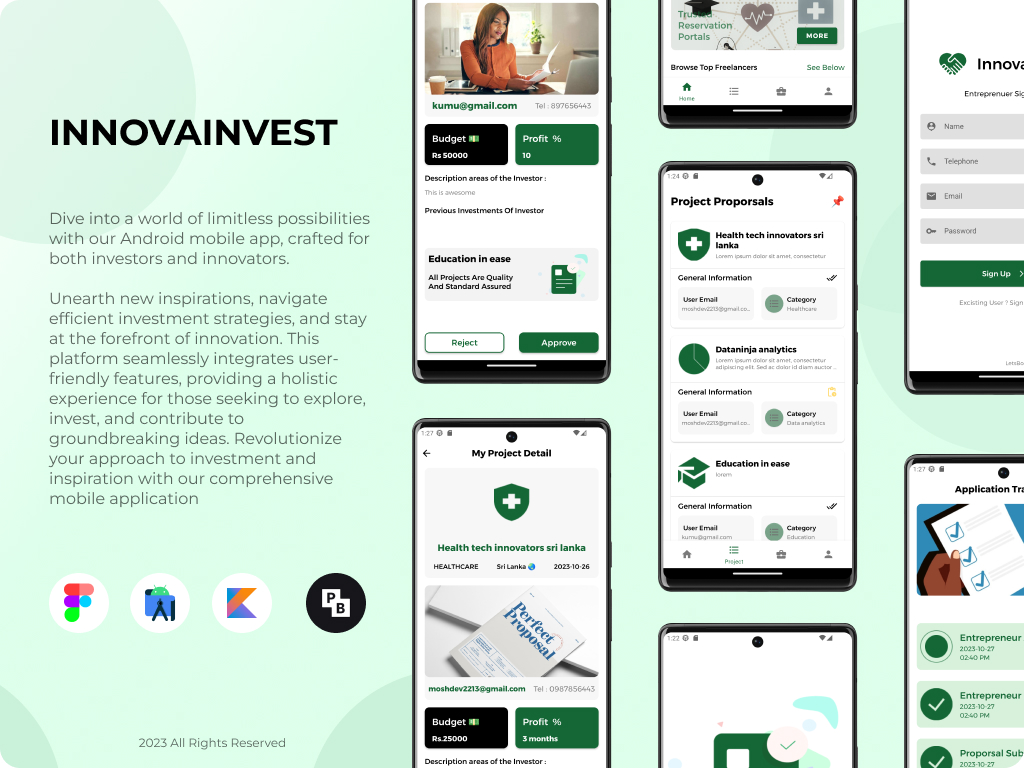 INNOVAINVEST
Dive into a world of limitless possibilities
with our Android mobile app, crafted for
both investors and innovators.
Unearth new inspirations, navigate
efficient investment strategies, and stay
at the forefront of innovation. This
platform seamlessly integrates user-
friendly features, providing a holistic
experience for those seeking to explore,
invest, and contribute to
groundbreaking ideas. Revolutionize
your approach to investment and
inspiration with our comprehensive
mobile application
P
B
2023 All Rights Reserved
kumu@gmail.com
Tel : 897656443
Budget
Rs 50000
Profit %
10
Description areas of the Investor :
This is awesome
Previous Investments Of Investor
Education in ease
All Projects Are Quality
And Standard Assured
Reject
Approve
1:27
My Project Detail
Health tech innovators sri lanka
HEALTHCARE
Sri Lanka
2023-10-26
Perfect
Proposal
moshdev2213@gmail.com
Tel : 0987856443
Budget
Rs.25000
Profit %
3 months
Description areas of the Investor :
Trusted
Reservation
Portals
MORE
Browse Top Freelancers
See Below
Home
1:24
Project Proporsals
Health tech innovators sri
lanka
Lorem ipsum dolor sit amet, consectetur
General Information
User Email
moshdev2213@gmail.co...
Category
Healthcare
Dataninja analytics
Lorem ipsum dolor sit amet, consectetur
adipiscing elit. Sed ac dolor id diam auctor ...
General Information
User Email
moshdev2213@gmail.co...
Category
Data analytics
Education in ease
lorem
General Information
User Email
kumu@gmail.com
Category
Education
Project
1:22
Innova
Entreprenuer Sig
Name
Telephone
Email
Password
Sign Up
Excisting User ? Sign
LetsBo
1:27
Application Tra
Entrepreneur
2023-10-27
02:40 PM
Entrepreneur
2023-10-27
02:40 PM
Proporsal Sub
2023-10-27